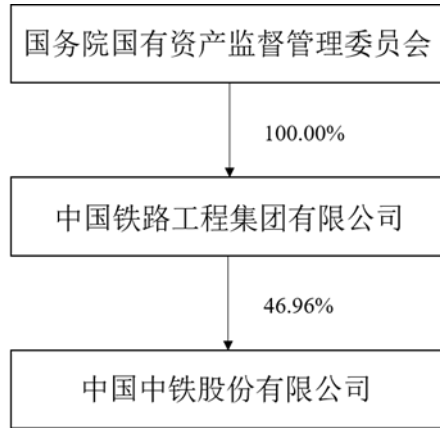 国务院国有资产监督管理委员会
100.00%
中国铁路工程集团有限公司
46.96%
中国中铁股份有限公司